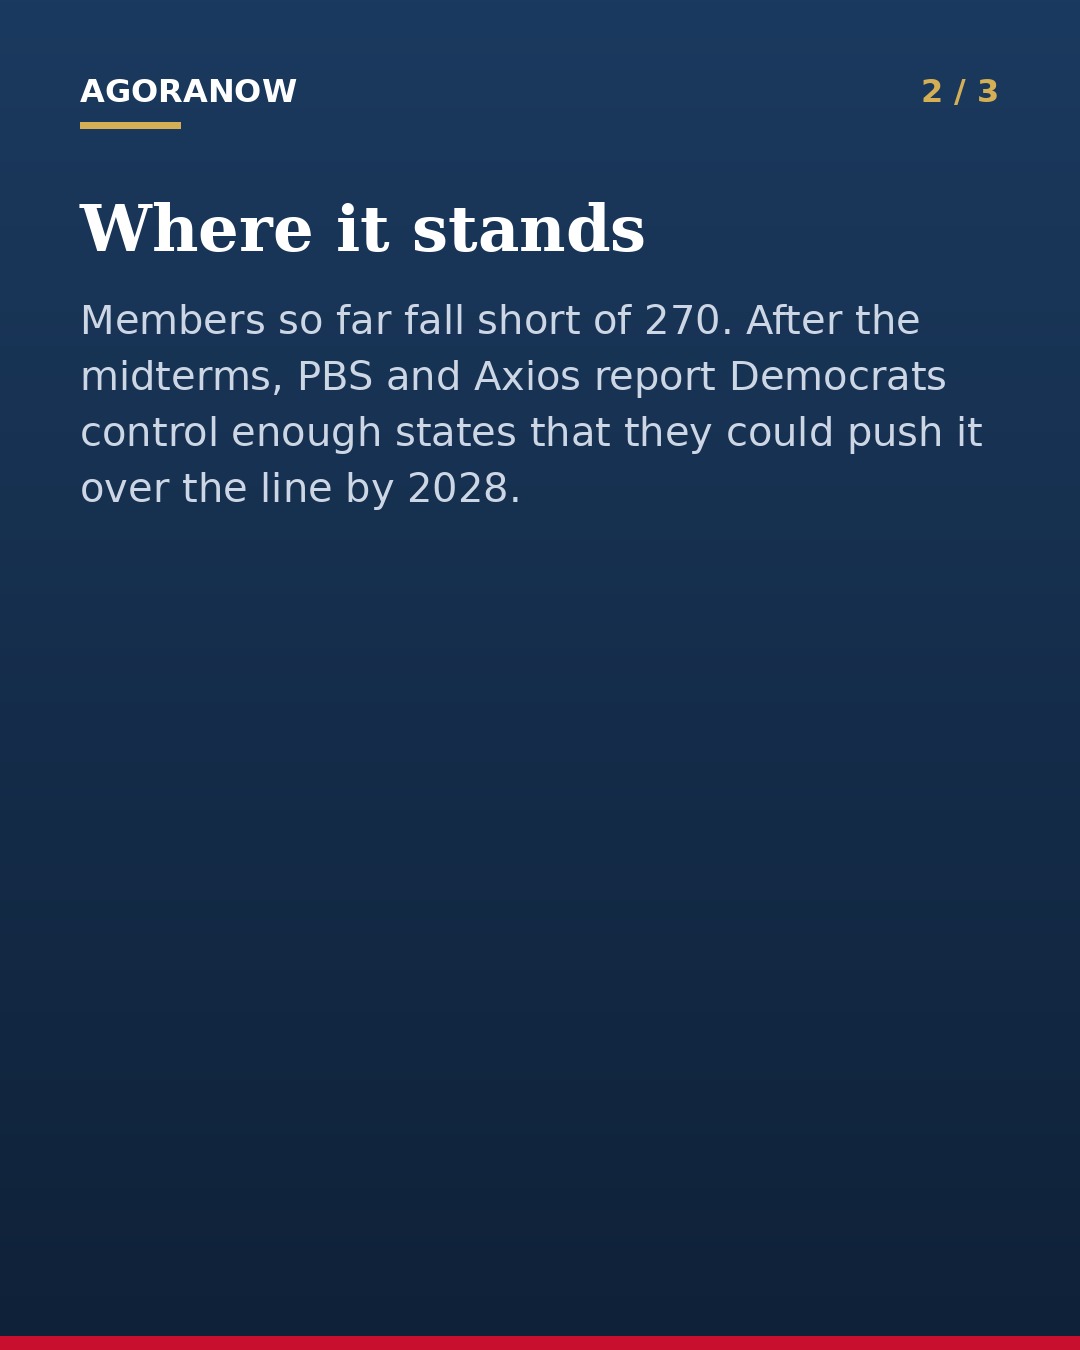 AGORANOW
2 / 3
Where it stands
Members so far fall short of 270. After the
midterms, PBS and Axios report Democrats
control enough states that they could push it
over the line by 2028.